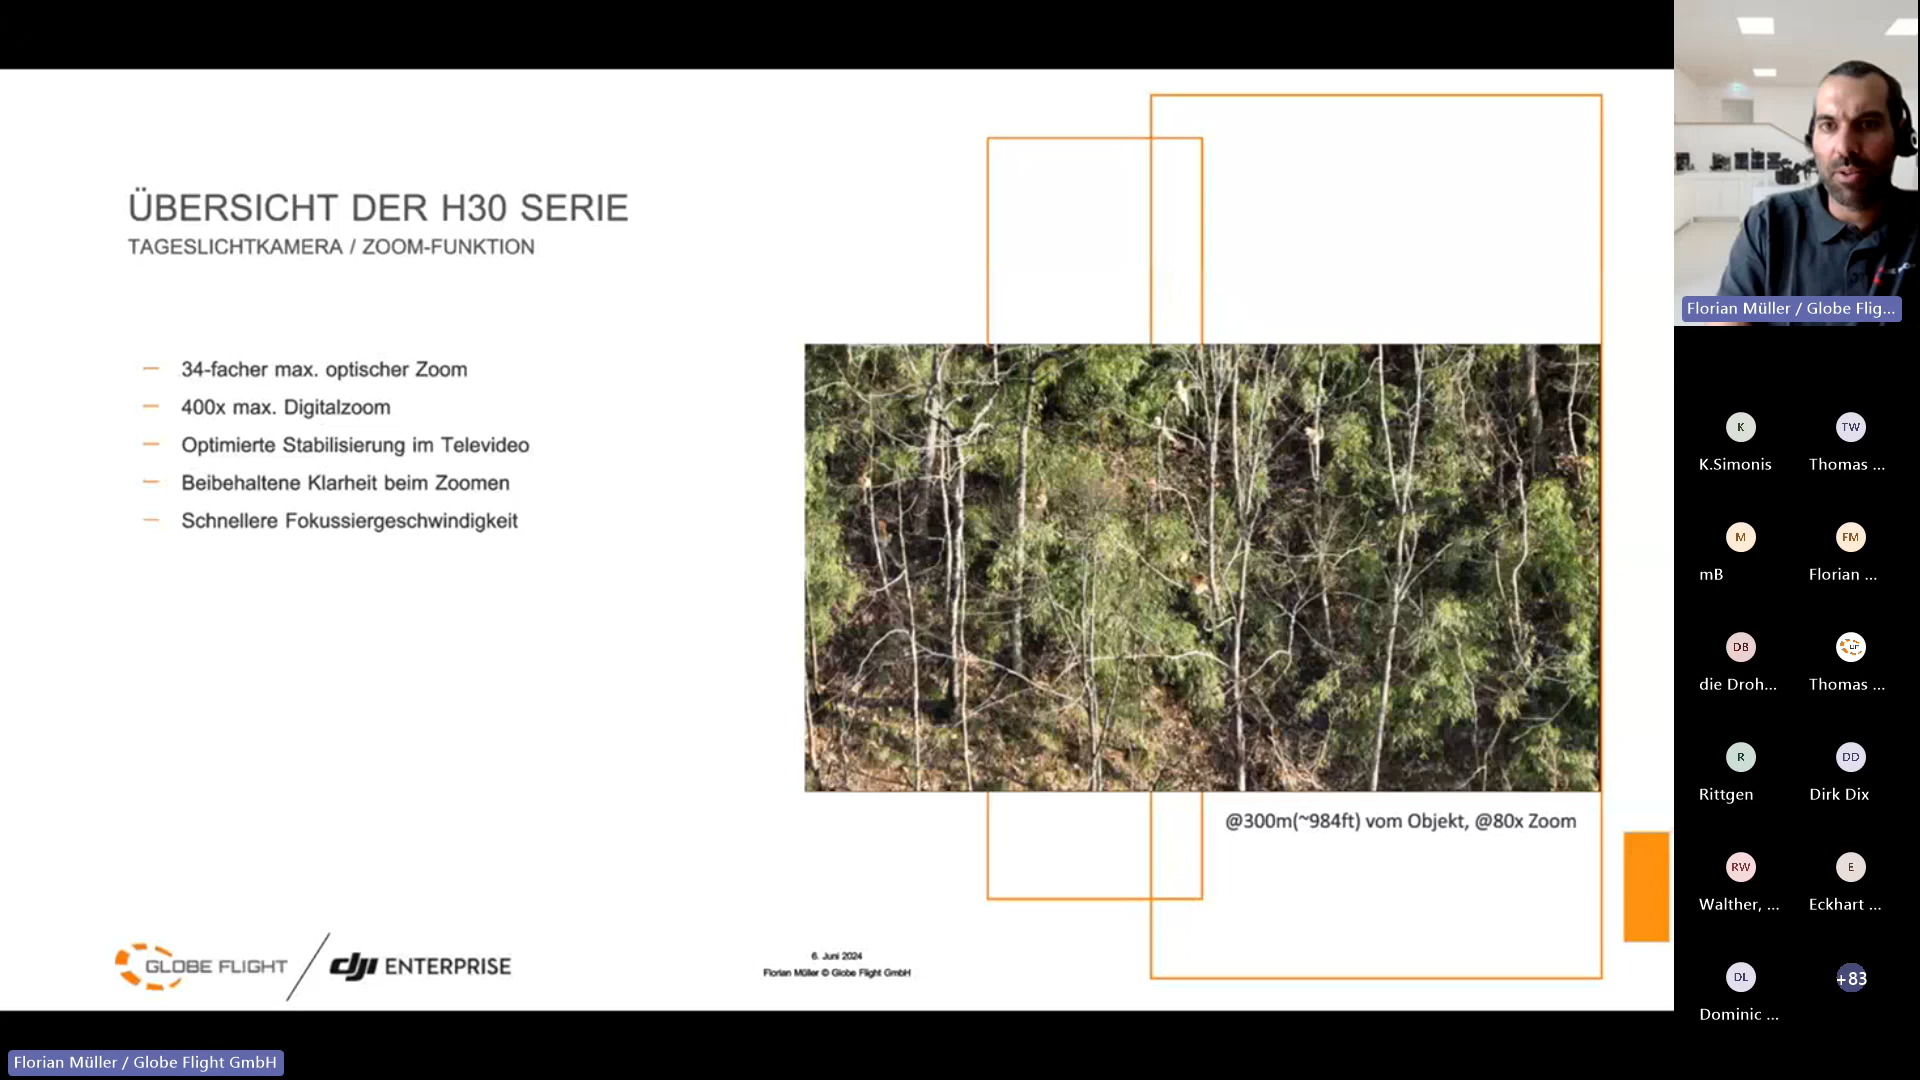 ÜBERSICHT DER H30 SERIE
TAGESLICHTKAMERA / ZOOM-FUNKTION
— 34-facher max. optischer Zoom
— 400x max. Digitalzoom
— Optimierte Stabilisierung im Televideo
— Beibehaltene Klarheit beim Zoomen
— Schnellere Fokussiergeschwindigkeit
@300m(~984ft) vom Objekt, @80x Zoom
GLOBE FLIGHT
dji ENTERPRISE
6. Juni 2024
Florian Müller © Globe Flight GmbH
Florian Müller / Globe Flight GmbH
Florian Müller / Globe Flig...
K
K.Simonis
TW
Thomas ...
M
mB
FM
Florian ...
DB
die Droh...
Thomas ...
R
Rittgen
DD
Dirk Dix
RW
Walther, ...
E
Eckhart ...
DL
Dominic ...
+83